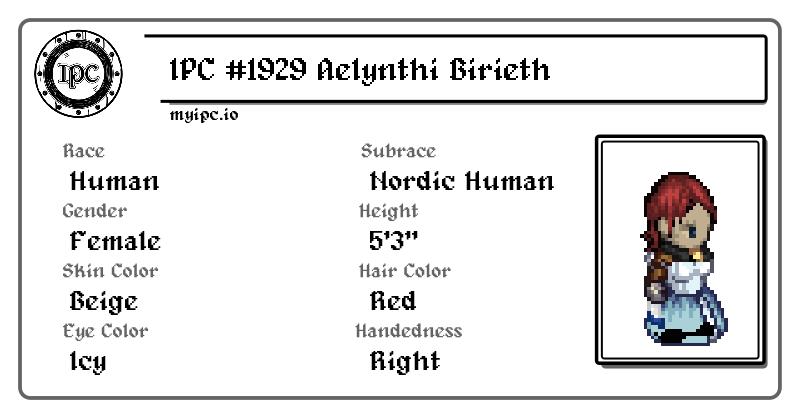 IPC
IPC #1929 Aelynthi Birieth
myipc.io
Race
Subrace
Human
Nordic Human
Gender
Height
Female
5'3"
Skin Color
Hair Color
Beige
Red
Eye Color
Handedness
Icy
Right